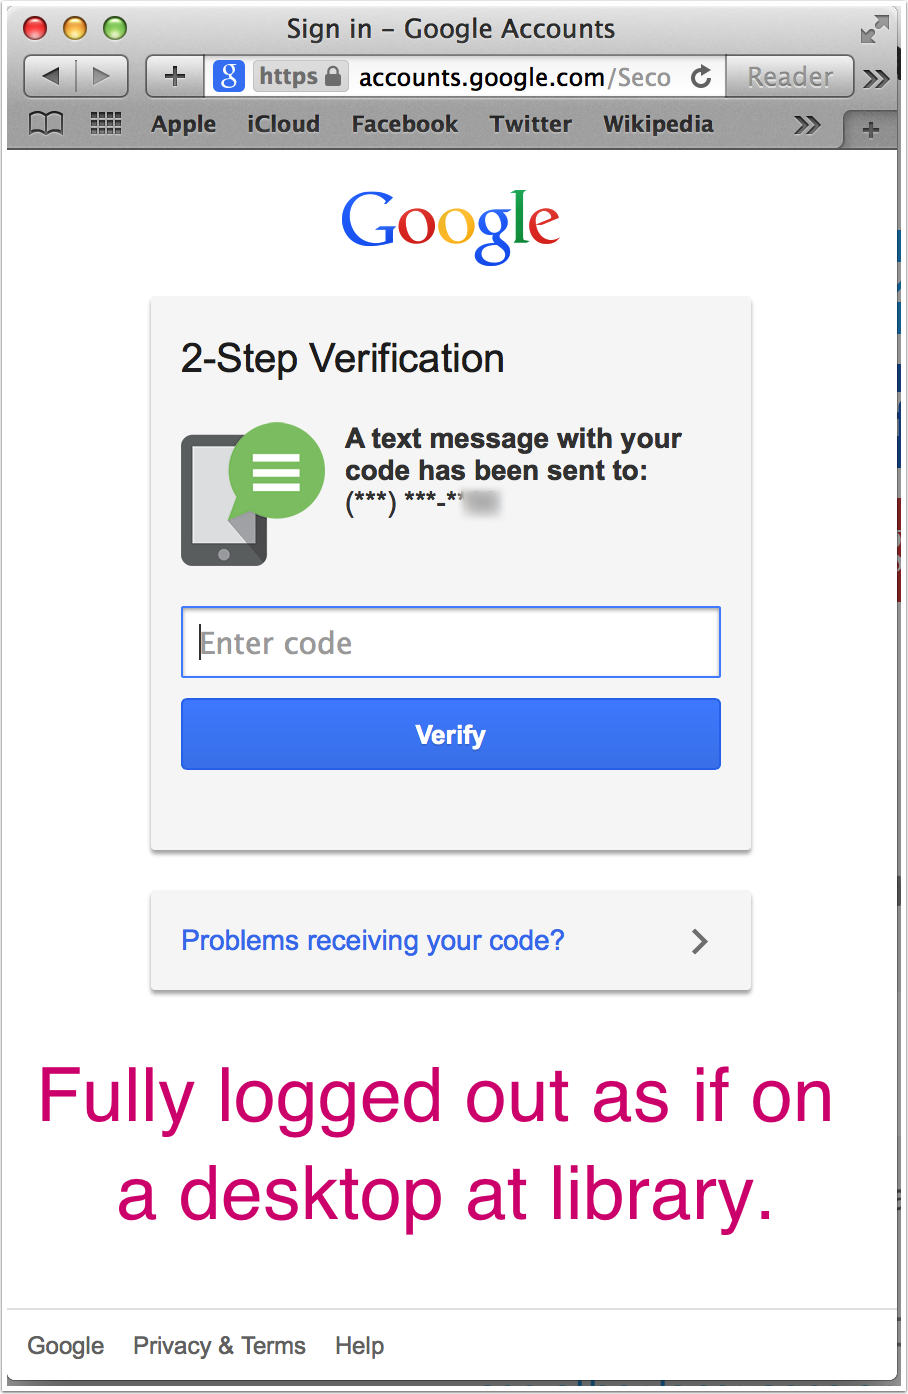 Sign in – Google Accounts
g https accounts.google.com/Seco Reader
Apple iCloud Facebook Twitter Wikipedia
Google
2-Step Verification
A text message with your
code has been sent to:
(***) ***-**
Enter code
Verify
Problems receiving your code?
Fully logged out as if on
a desktop at library.
Google Privacy & Terms Help